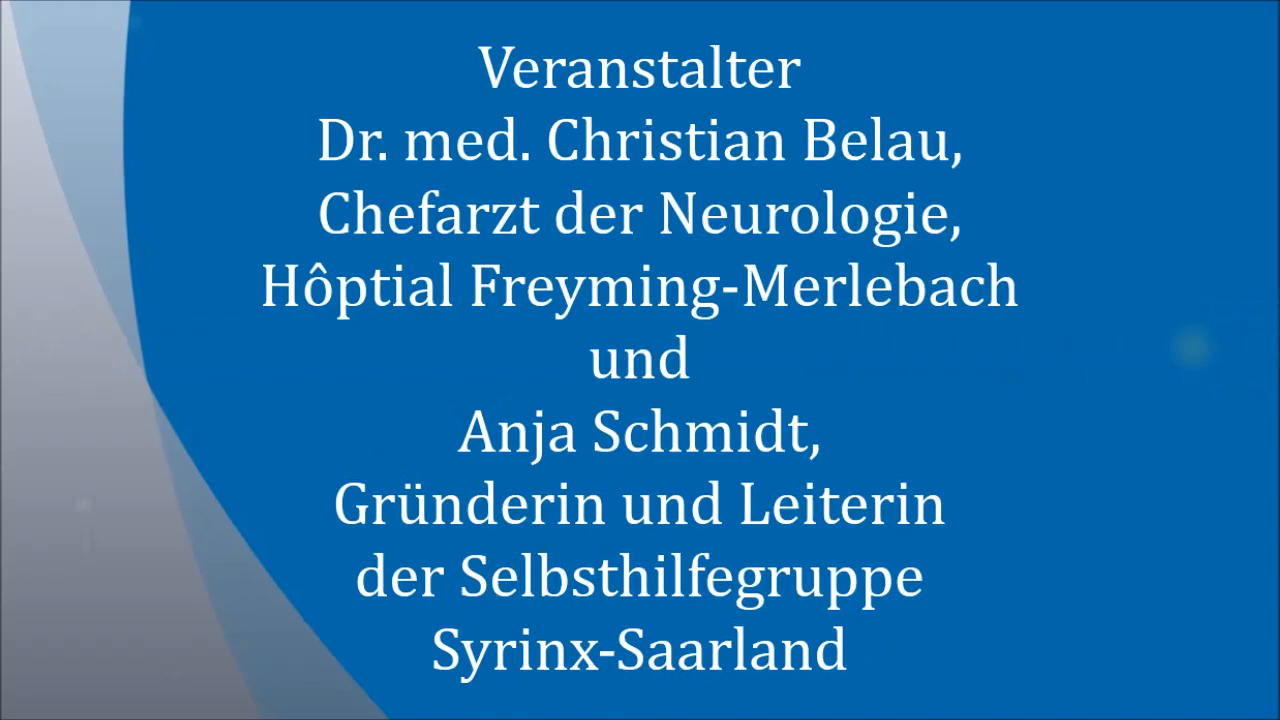 Veranstalter
Dr. med. Christian Belau,
Chefarzt der Neurologie,
Hôptial Freyming-Merlebach
und
Anja Schmidt,
Gründerin und Leiterin
der Selbsthilfegruppe
Syrinx-Saarland